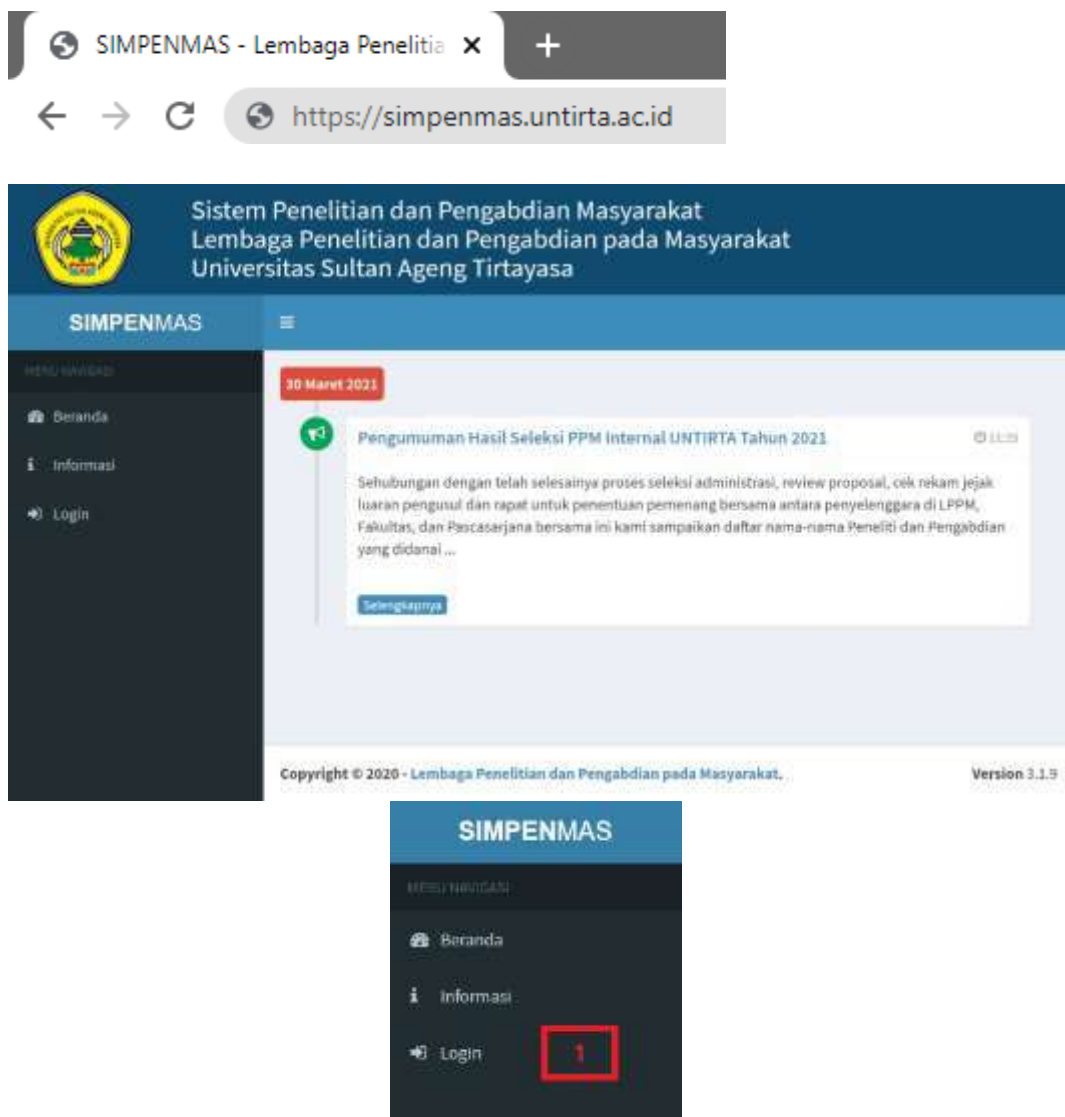 SIMPENMAS - Lembaga Penelitia
https://simpenmas.untirta.ac.id
Sistem Penelitian dan Pengabdian Masyarakat
Lembaga Penelitian dan Pengabdian pada Masyarakat
Universitas Sultan Ageng Tirtayasa
SIMPENMAS
MENU NAVIGASI
Beranda
Informasi
Login
30 Maret 2021
Pengumuman Hasil Seleksi PPM Internal UNTIRTA Tahun 2021
Sehubungan dengan telah selesainya proses seleksi administrasi, review proposal, cek rekam jejak
luaran pengusul dan rapat untuk penentuan pemenang bersama antara penyelenggara di LPPM,
Fakultas, dan Pascasarjana bersama ini kami sampaikan daftar nama-nama Peneliti dan Pengabdian
yang didanai ...
Selengkapnya
Copyright © 2020 - Lembaga Penelitian dan Pengabdian pada Masyarakat.
Version 3.1.9
SIMPENMAS
MENU NAVIGASI
Beranda
Informasi
Login
1